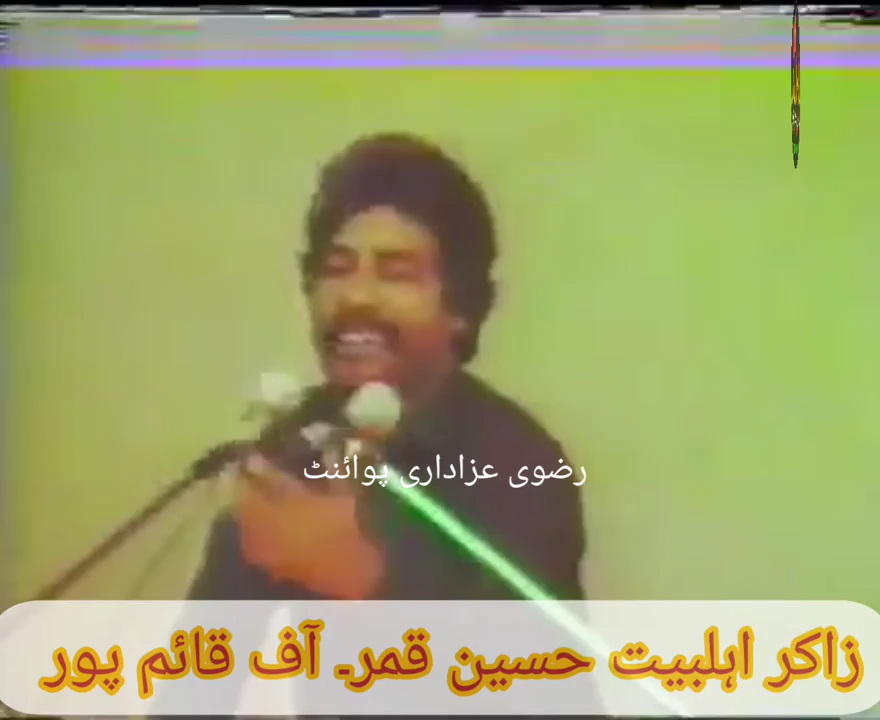 رضوی عزاداری پوائنٹ
زاکر اہلبیت حسین قمر۔ آف قائم پور